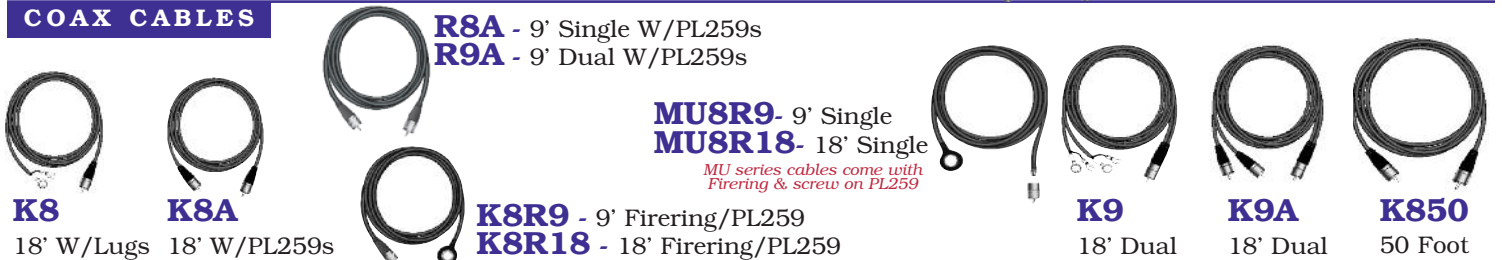 COAX CABLES
R8A - 9’ Single W/PL259s
R9A - 9’ Dual W/PL259s
MU8R9- 9’ Single
MU8R18- 18’ Single
MU series cables come with
Firering & screw on PL259
K8
18’ W/Lugs
K8A
18’ W/PL259s
K8R9 - 9’ Firering/PL259
K8R18 - 18’ Firering/PL259
K9
18’ Dual
K9A
18’ Dual
K850
50 Foot